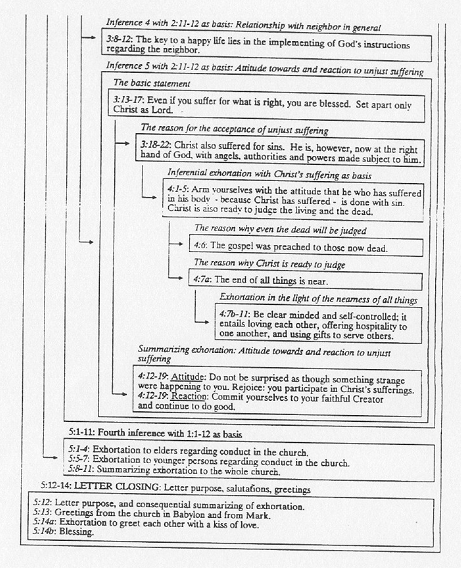 Inference 4 with 2:11-12 as basis: Relationship with neighbor in general
3:8-12: The key to a happy life lies in the implementing of God's instructions
regarding the neighbor.
Inference 5 with 2:11-12 as basis: Attitude towards and reaction to unjust suffering
The basic statement
3:13-17: Even if you suffer for what is right, you are blessed. Set apart only
Christ as Lord.
The reason for the acceptance of unjust suffering
3:18-22: Christ also suffered for sins. He is, however, now at the right
hand of God, with angels, authorities and powers made subject to him.
Inferential exhortation with Christ's suffering as basis
4:1-5: Arm yourselves with the attitude that he who has suffered
in his body - because Christ has suffered - is done with sin.
Christ is also ready to judge the living and the dead.
The reason why even the dead will be judged
4:6: The gospel was preached to those now dead.
The reason why Christ is ready to judge
4:7a: The end of all things is near.
Exhortation in the light of the nearness of all things
4:7b-11: Be clear minded and self-controlled; it
entails loving each other, offering hospitality to
one another, and using gifts to serve others.
Summarizing exhortation: Attitude towards and reaction to unjust
suffering
4:12-19: Attitude: Do not be surprised as though something strange
were happening to you. Rejoice: you participate in Christ's sufferings.
4:12-19: Reaction: Commit yourselves to your faithful Creator
and continue to do good.
5:1-11: Fourth inference with 1:1-12 as basis
5:1-4: Exhortation to elders regarding conduct in the church.
5:5-7: Exhortation to younger persons regarding conduct in the church.
5:8-11: Summarizing exhortation to the whole church.
5:12-14: LETTER CLOSING: Letter purpose, salutations, greetings
5:12: Letter purpose, and consequential summarizing of exhortation.
5:13: Greetings from the church in Babylon and from Mark.
5:14a: Exhortation to greet each other with a kiss of love.
5:14b: Blessing.